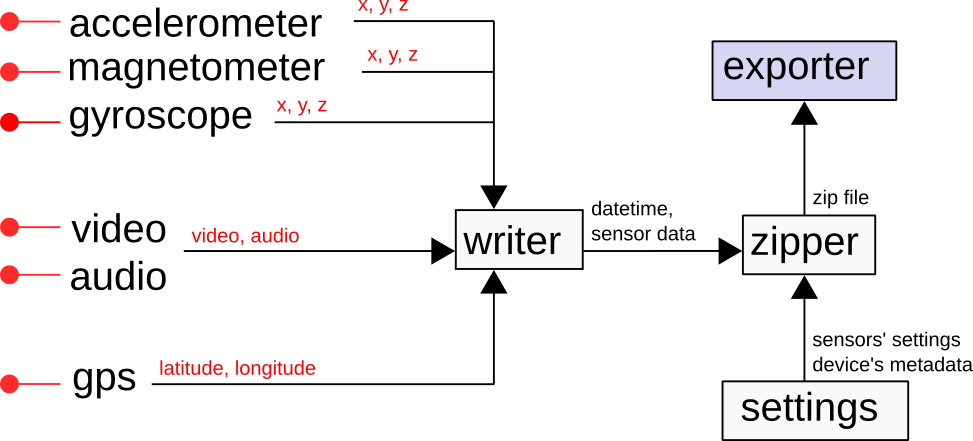 accelerometer
x, y, z
magnetometer
x, y, z
gyroscope
x, y, z
exporter
zip file
video
audio
video, audio
writer
datetime,
sensor data
zipper
gps
latitude, longitude
sensors' settings
device's metadata
settings